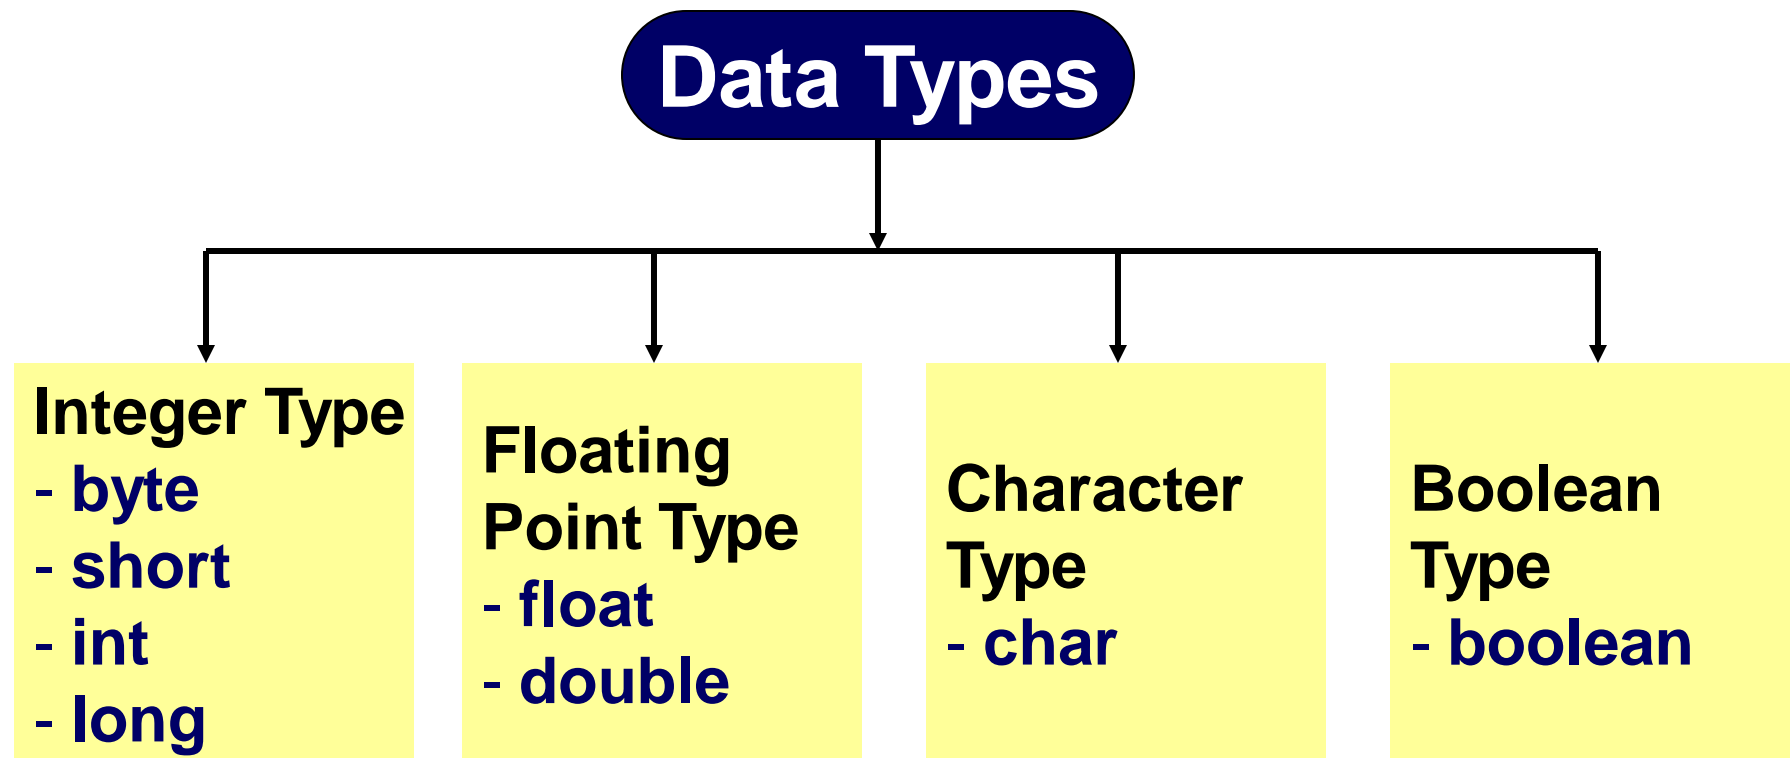 Data Types
Integer Type
- byte
- short
- int
- long
Floating
Point Type
- float
- double
Character
Type
- char
Boolean
Type
- boolean